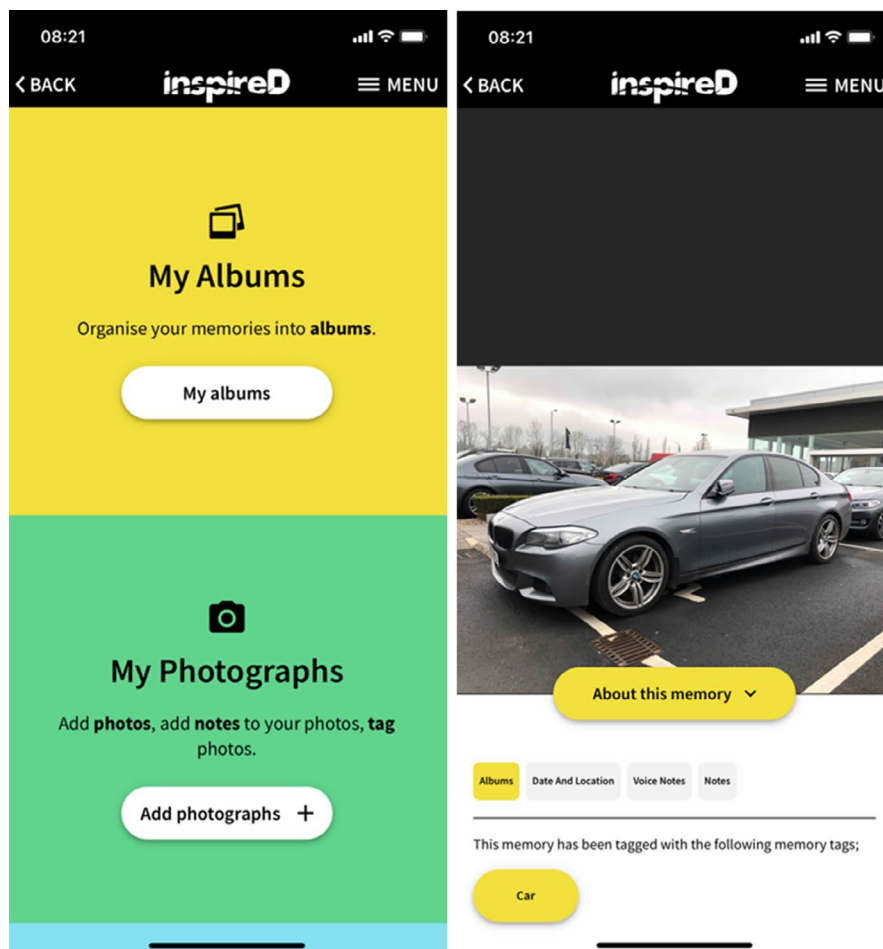 08:21
< BACK
inspireD
MENU
My Albums
Organise your memories into albums.
My albums
My Photographs
Add photos, add notes to your photos, tag
photos.
Add photographs +
08:21
< BACK
inspireD
MENU
About this memory
Albums
Date And Location
Voice Notes
Notes
This memory has been tagged with the following memory tags;
Car